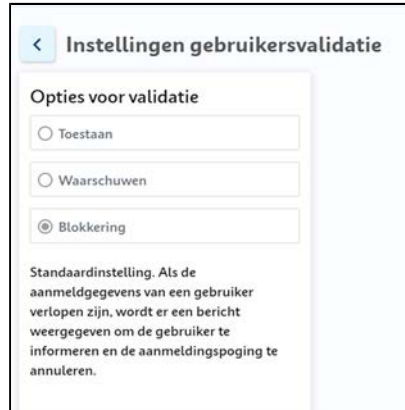 Instellingen gebruikersvalidatie
Opties voor validatie
Toestaan
Waarschuwen
Blokkering
Standaardinstelling. Als de
aanmeldgegevens van een gebruiker
verlopen zijn, wordt er een bericht
weergegeven om de gebruiker te
informeren en de aanmeldingspoging te
annuleren.